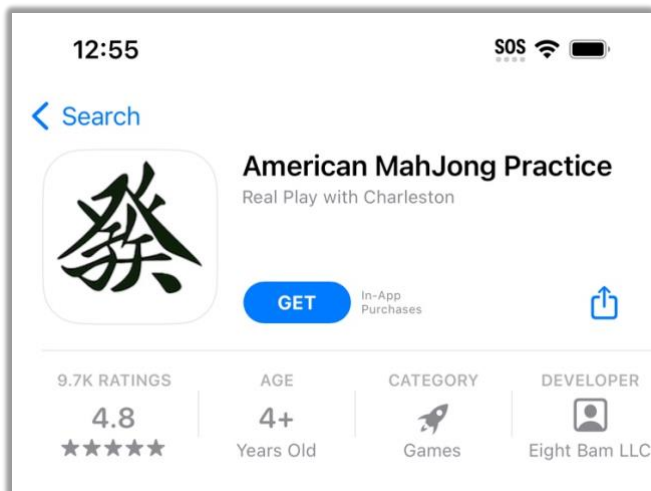 12:55
SOS
Search
發
American MahJong Practice
Real Play with Charleston
GET
In-App
Purchases
9.7K RATINGS
AGE
CATEGORY
DEVELOPER
4.8
4+
Years Old
Games
Eight Bam LLC